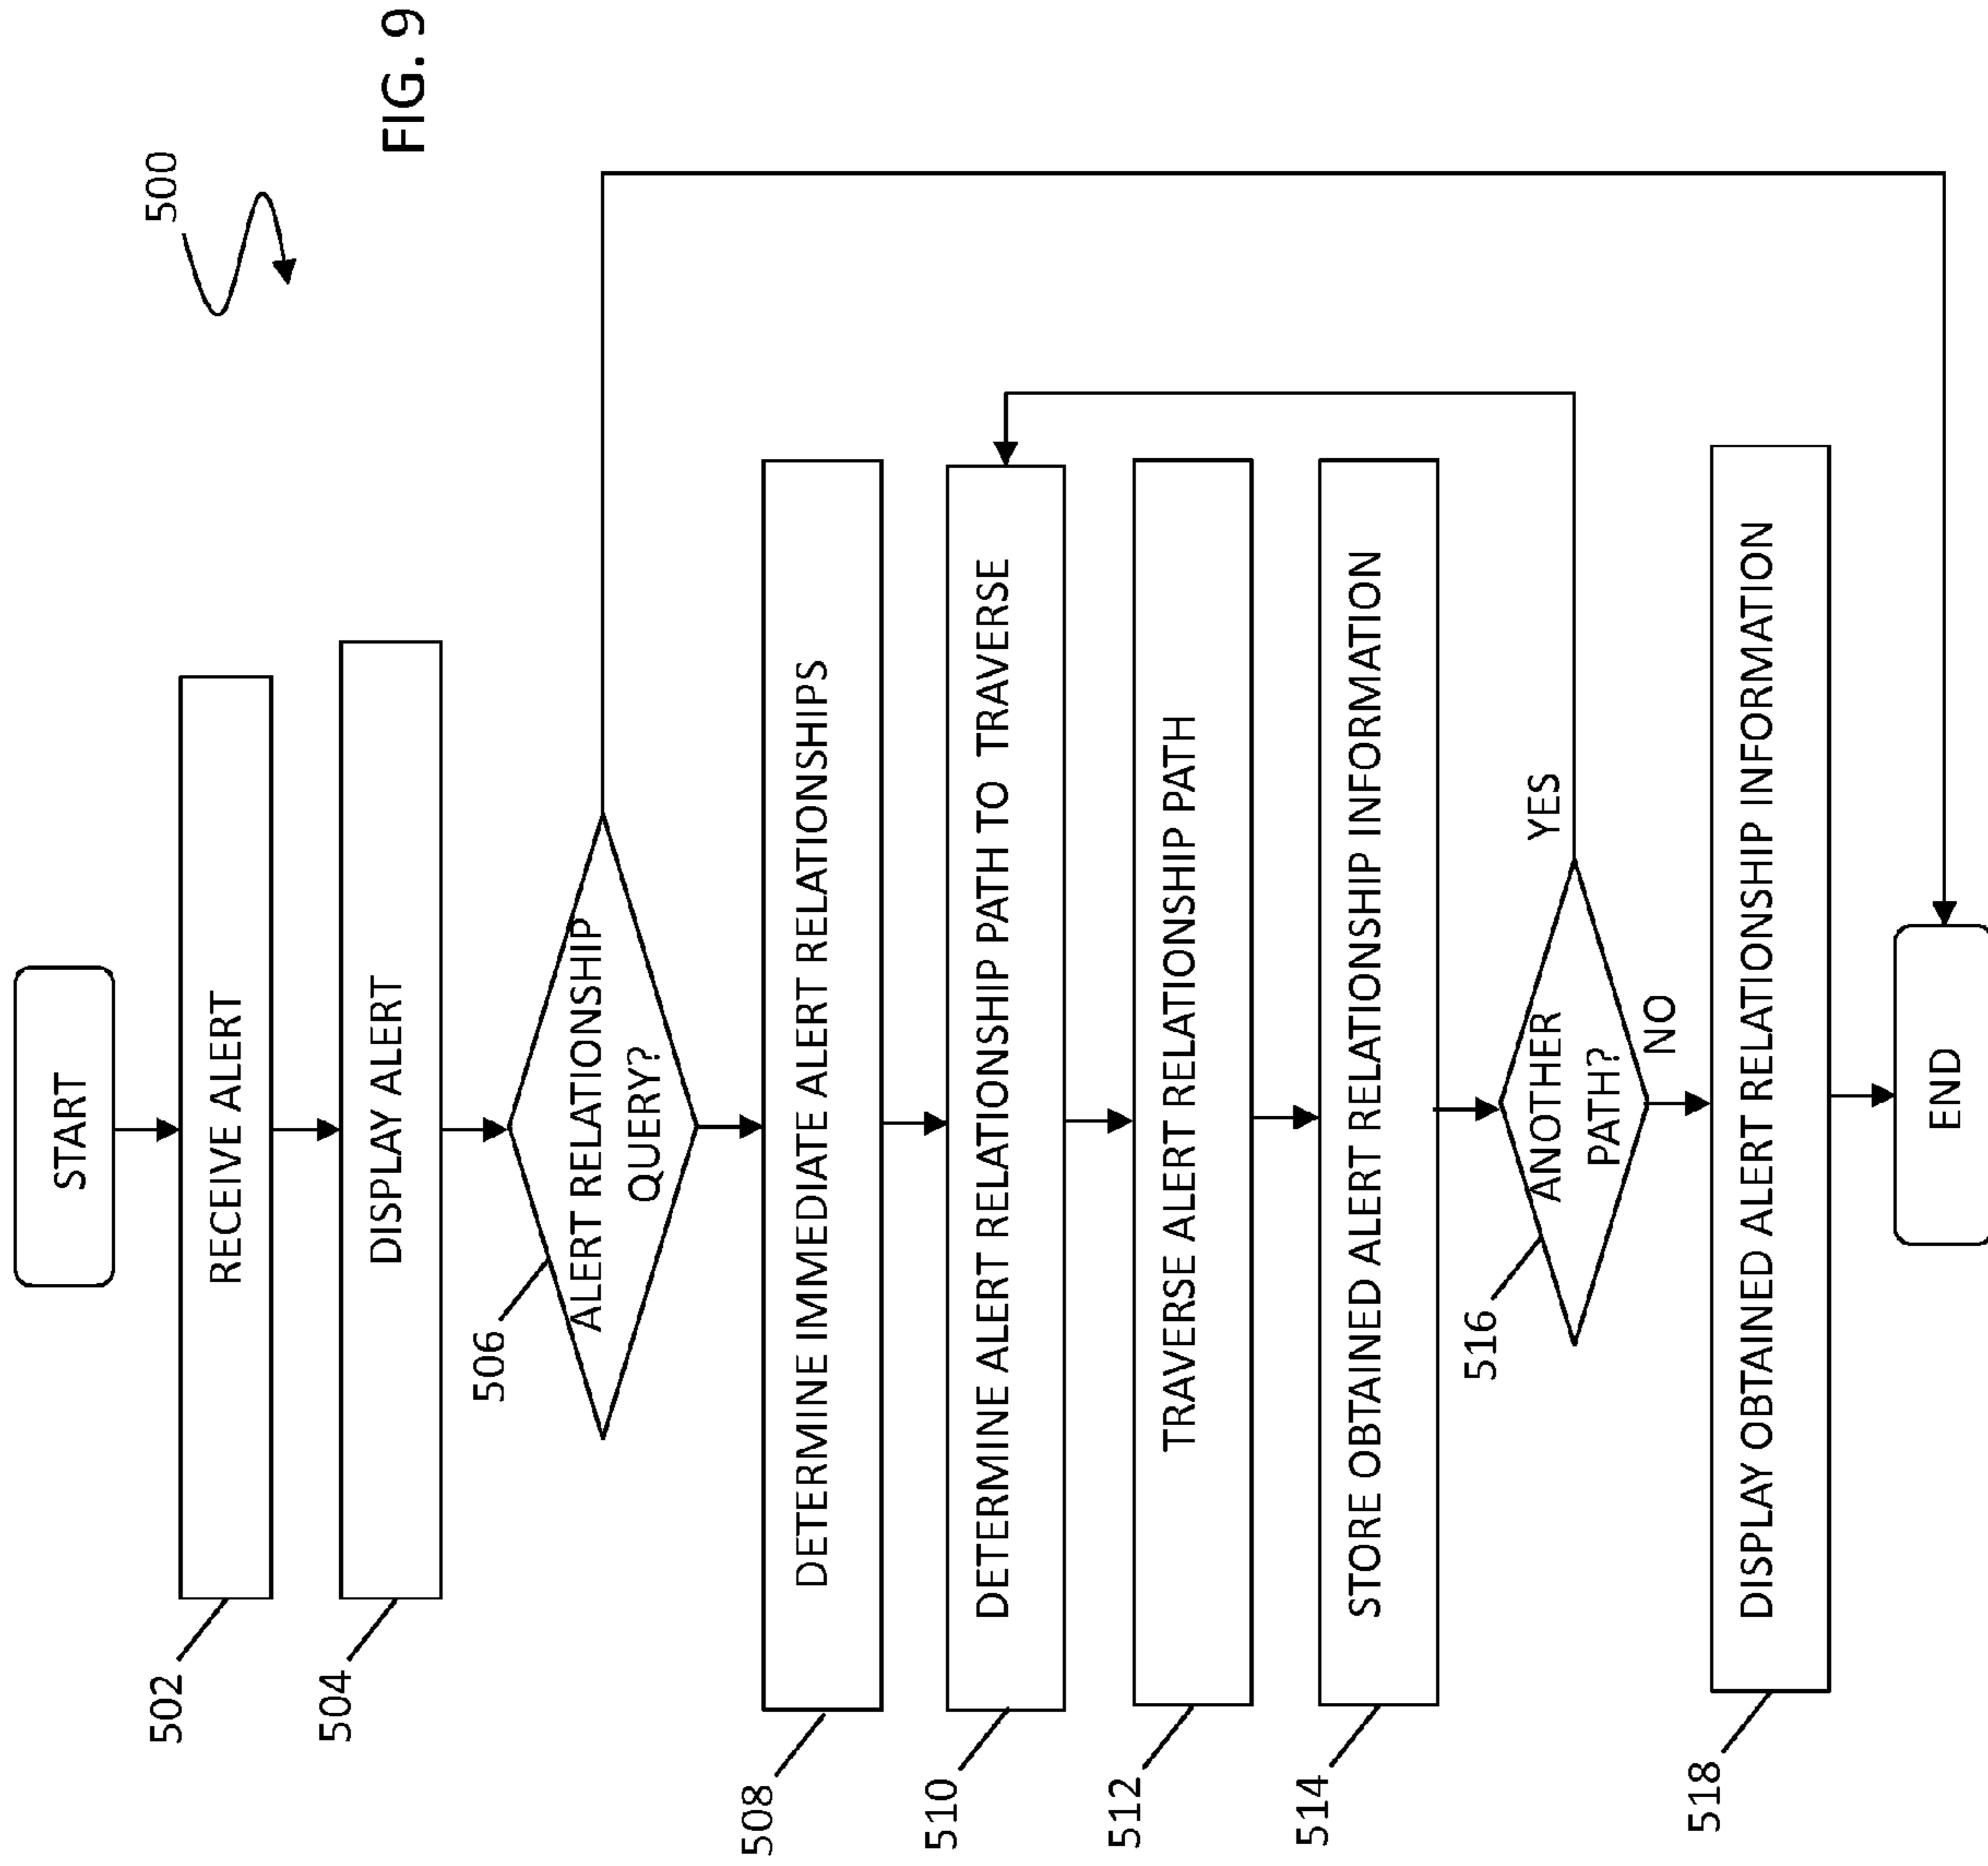 FIG. 9
500
START
502
RECEIVE ALERT
504
DISPLAY ALERT
506
ALERT RELATIONSHIP
QUERY?
508
DETERMINE IMMEDIATE ALERT RELATIONSHIPS
510
DETERMINE ALERT RELATIONSHIP PATH TO TRAVERSE
512
TRAVERSE ALERT RELATIONSHIP PATH
514
STORE OBTAINED ALERT RELATIONSHIP INFORMATION
516
ANOTHER
PATH?
YES
NO
518
DISPLAY OBTAINED ALERT RELATIONSHIP INFORMATION
END